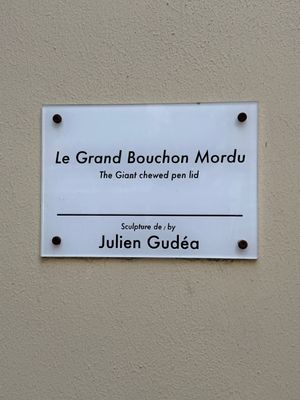 Le Grand Bouchon Mordu
The Giant chewed pen lid
Sculpture de / by
Julien Gudéa